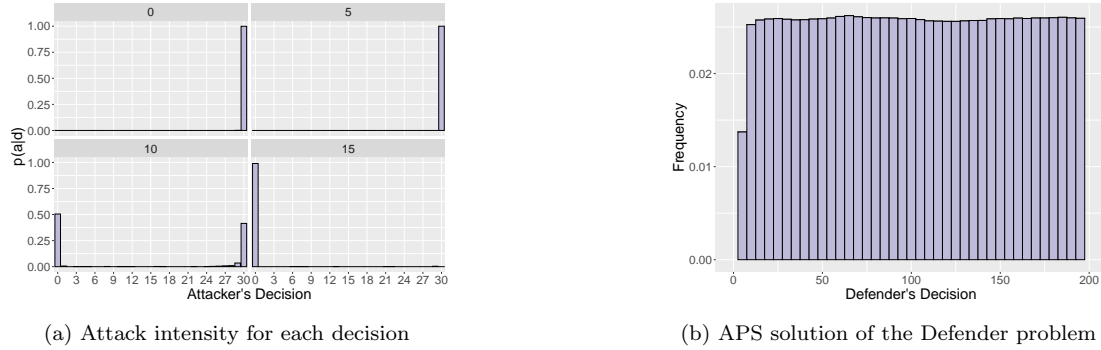 0 5
1.00
0.75
0.50
0.25
0.00
10 15
1.00
0.75
0.50
0.25
0.00
p(a|d)
0 3 6 9 12 15 18 21 24 27 30 0 3 6 9 12 15 18 21 24 27 30
Attacker's Decision
(a) Attack intensity for each decision
0.02
0.01
0.00
Frequency
0 50 100 150 200
Defender's Decision
(b) APS solution of the Defender problem